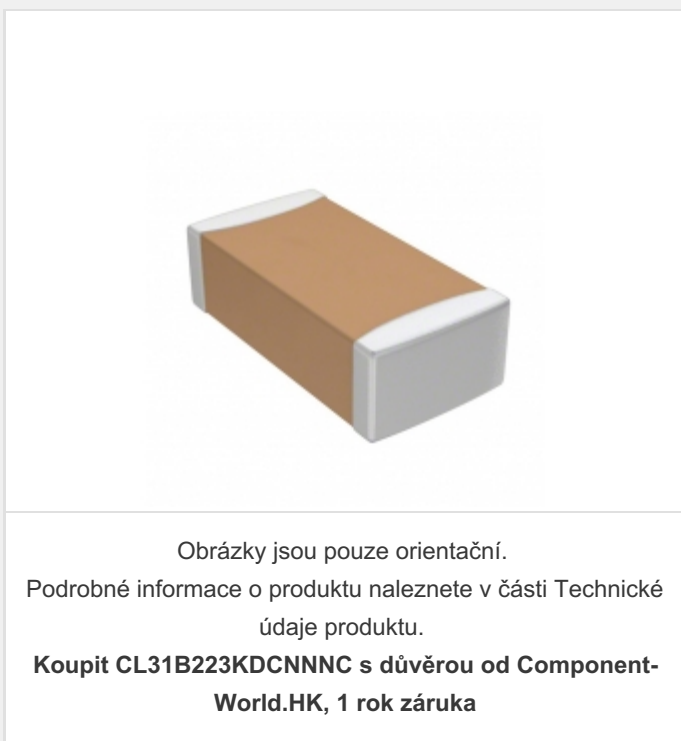 Obrázky jsou pouze orientační.
Podrobné informace o produktu naleznete v části Technické
údaje produktu.
Koupit CL31B223KDCNNNC s důvěrou od Component-
World.HK, 1 rok záruka